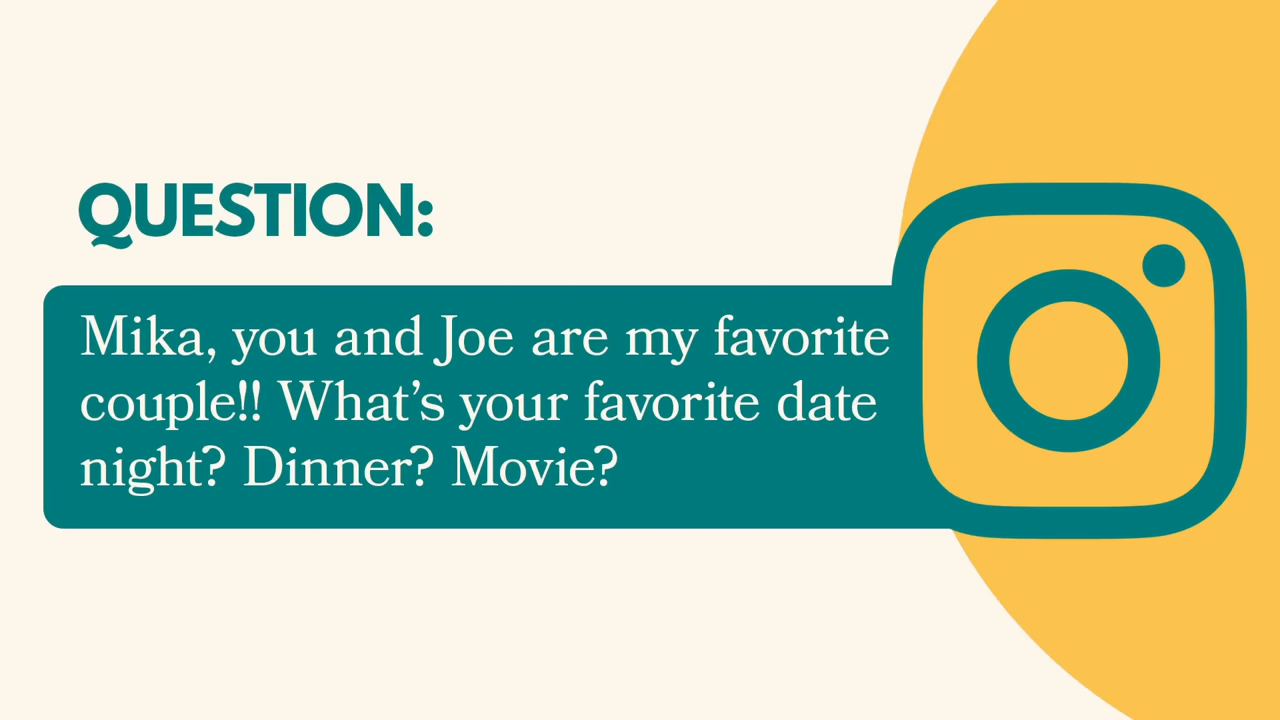 QUESTION:
Mika, you and Joe are my favorite
couple!! What’s your favorite date
night? Dinner? Movie?